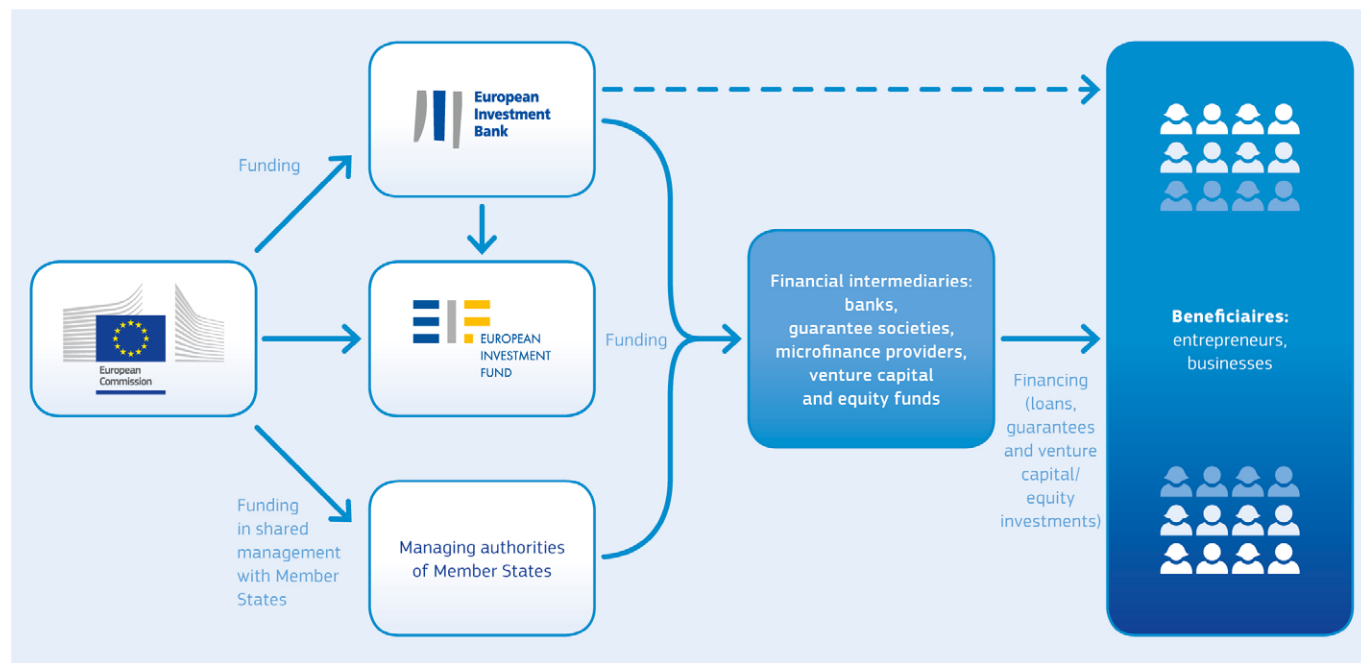 European
Investment
Bank
Funding
European
Commission
EUROPEAN
INVESTMENT
FUND
Funding
Funding
in shared
management
with Member
States
Managing authorities
of Member States
Financial intermediaries:
banks,
guarantee societies,
microfinance providers,
venture capital
and equity funds
Financing
(loans,
guarantees
and venture
capital/
equity
investments)
Beneficiaires:
entrepreneurs,
businesses